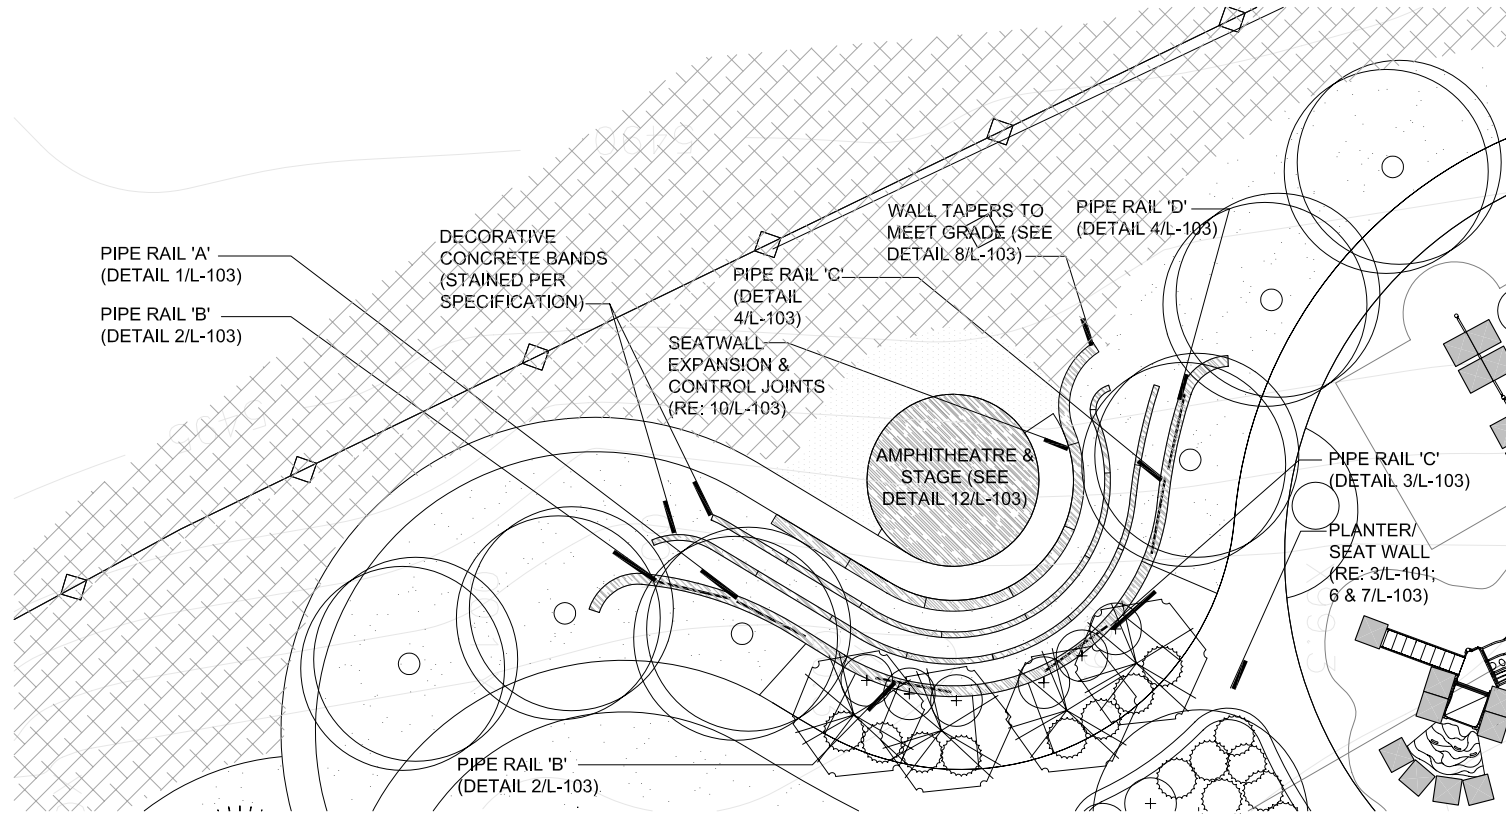 PIPE RAIL 'A'
(DETAIL 1/L-103)
PIPE RAIL 'B'
(DETAIL 2/L-103)
DECORATIVE
CONCRETE BANDS
(STAINED PER
SPECIFICATION)
WALL TAPERS TO
MEET GRADE (SEE
DETAIL 8/L-103)
PIPE RAIL 'D'
(DETAIL 4/L-103)
PIPE RAIL 'C'
(DETAIL
4/L-103)
SEATWALL
EXPANSION &
CONTROL JOINTS
(RE: 10/L-103)
AMPHITHEATRE &
STAGE (SEE
DETAIL 12/L-103)
PIPE RAIL 'C'
(DETAIL 3/L-103)
PLANTER/
SEAT WALL
(RE: 3/L-101;
6 & 7/L-103)
PIPE RAIL 'B'
(DETAIL 2/L-103)